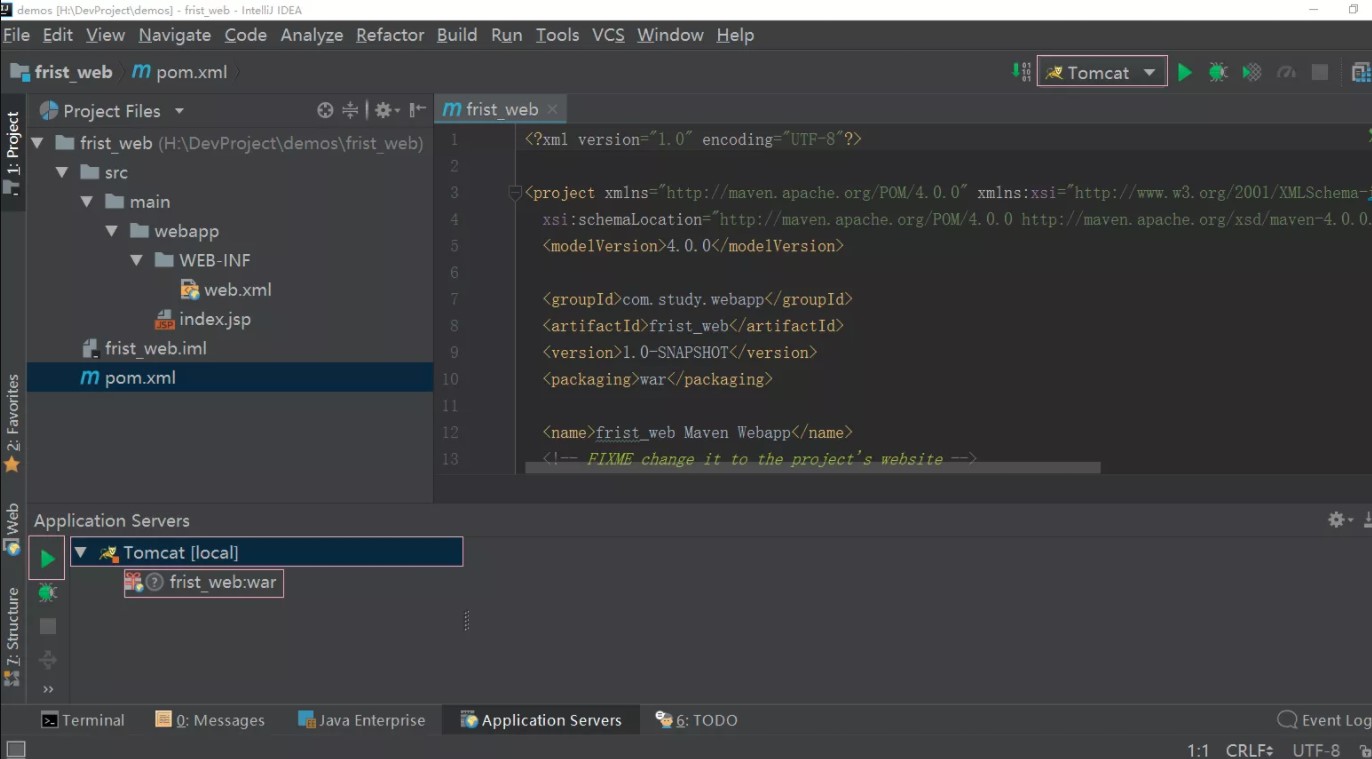 demos [H:\DevProject\demos] - frist_web - IntelliJ IDEA
File Edit View Navigate Code Analyze Refactor Build Run Tools VCS Window Help
frist_web pom.xml Tomcat
1: Project
Project Files
frist_web (H:\DevProject\demos\frist_web)
src
main
webapp
WEB-INF
web.xml
index.jsp
frist_web.iml
pom.xml
2: Favorites
Web
7: Structure
frist_web
1 <?xml version="1.0" encoding="UTF-8"?>
2
3 <project xmlns="http://maven.apache.org/POM/4.0.0" xmlns:xsi="http://www.w3.org/2001/XMLSchema-
4 xsi:schemaLocation="http://maven.apache.org/POM/4.0.0 http://maven.apache.org/xsd/maven-4.0.0.
5 <modelVersion>4.0.0</modelVersion>
6
7 <groupId>com.study.webapp</groupId>
8 <artifactId>frist_web</artifactId>
9 <version>1.0-SNAPSHOT</version>
10 <packaging>war</packaging>
11
12 <name>frist_web Maven Webapp</name>
13 <!-- FIXME change it to the project's website -->
Application Servers
Tomcat [local]
frist_web:war
Terminal 0: Messages Java Enterprise Application Servers 6: TODO Event Log
1:1 CRLF UTF-8